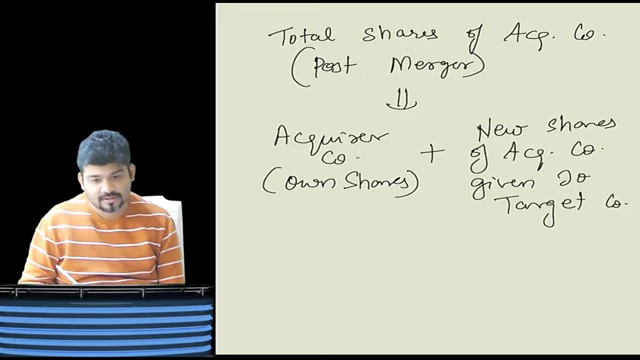 Total Shares of Acq. Co.
(Post Merger)
⇓
Acquirer
Co.
(Own Shares)
+
New Shares
of Acq. Co.
given to
Target Co.